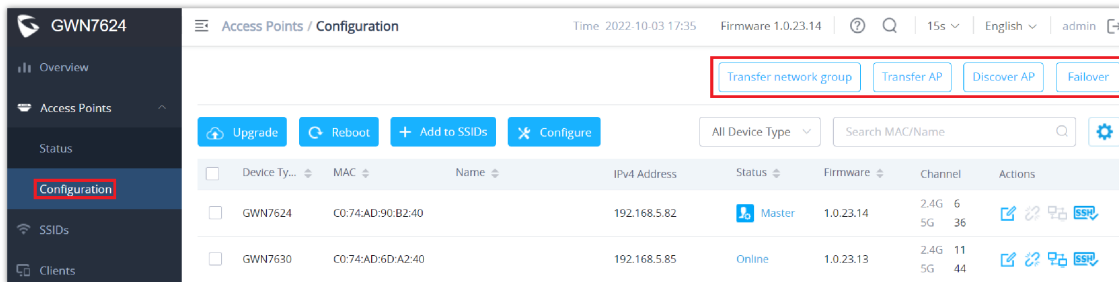 GWN7624
Access Points / Configuration
Time 2022-10-03 17:35
Firmware 1.0.23.14
15s
English
admin
Overview
Access Points
Status
Configuration
SSIDs
Clients
Transfer network group
Transfer AP
Discover AP
Failover
Upgrade
Reboot
Add to SSIDs
Configure
All Device Type
Search MAC/Name
Device Ty... MAC Name IPv4 Address Status Firmware Channel Actions
GWN7624 C0:74:AD:90:B2:40 192.168.5.82 Master 1.0.23.14 2.4G 6
5G 36
SSH
GWN7630 C0:74:AD:6D:A2:40 192.168.5.85 Online 1.0.23.13 2.4G 11
5G 44
SSH